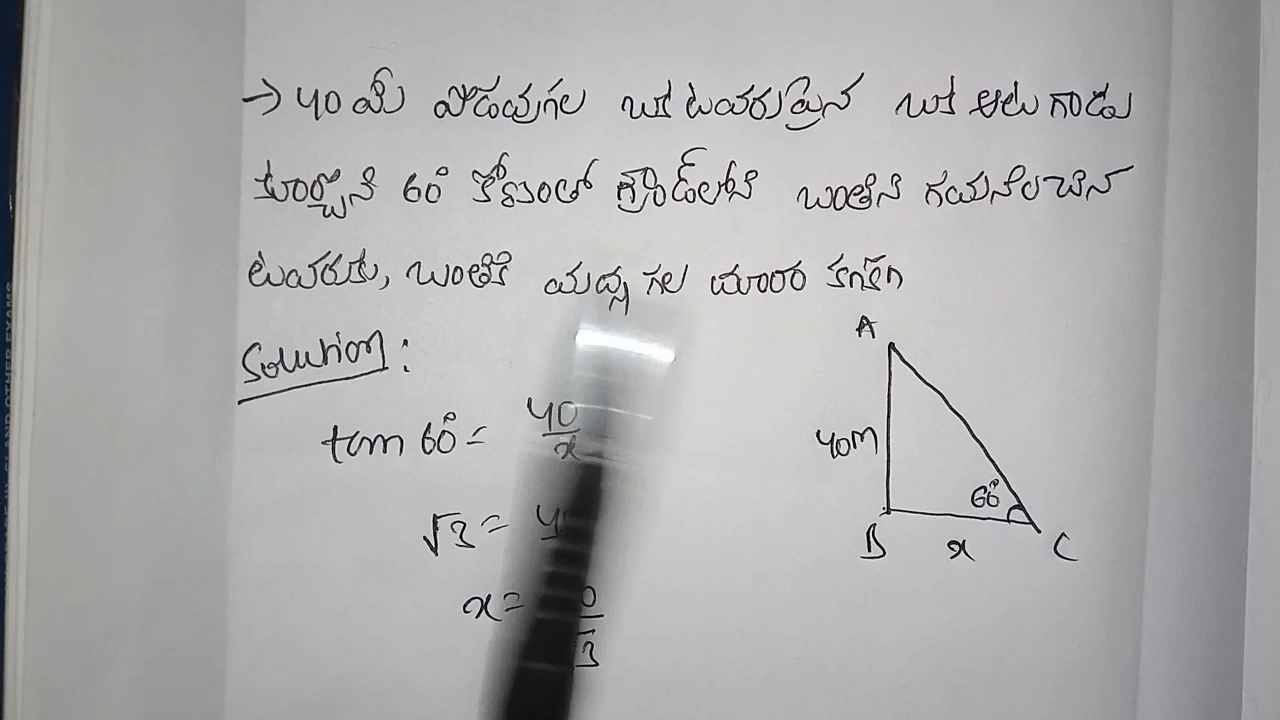 → 40 మీ పొడవుగల ఒక టవరుపైన ఒక ఆటగాడు
కూర్చొని 60° కోణంతో గ్రౌండ్‌లోని బంతిని గమనించిన
టవరుకు, బంతికి మధ్య గల దూరం కనుక్కోండి
Solution:
tan 60° = 40/x
√3 =
x =
A
40m
60°
B x C